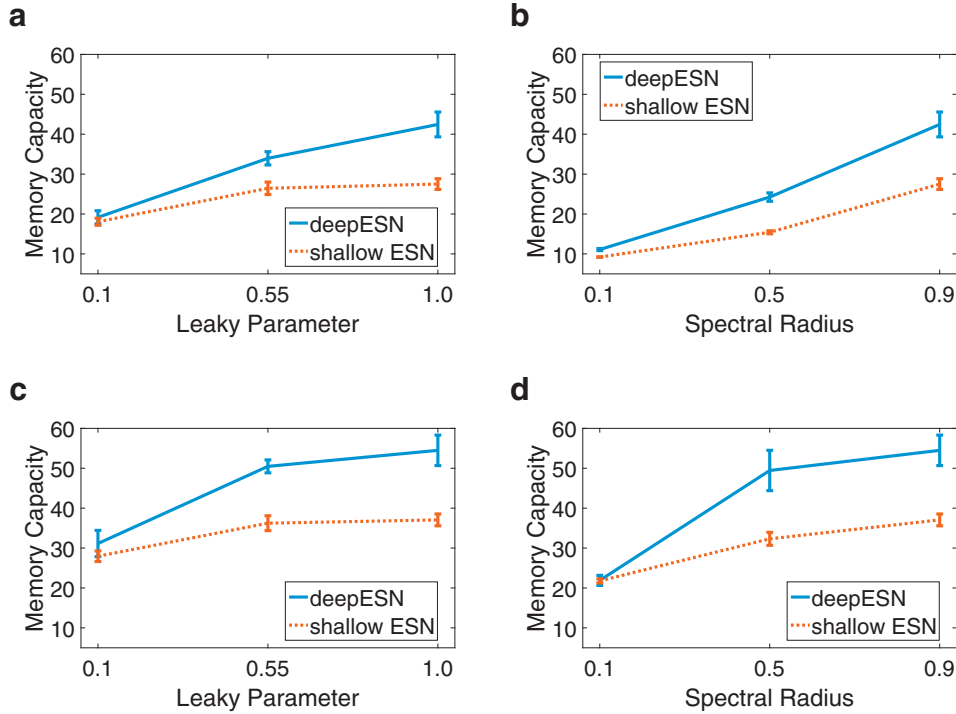 a
60
50
40
30
20
10
Memory Capacity
deepESN
shallow ESN
0.1 0.55 1.0
Leaky Parameter
b
60
50
40
30
20
10
Memory Capacity
deepESN
shallow ESN
0.1 0.5 0.9
Spectral Radius
c
60
50
40
30
20
10
Memory Capacity
deepESN
shallow ESN
0.1 0.55 1.0
Leaky Parameter
d
60
50
40
30
20
10
Memory Capacity
deepESN
shallow ESN
0.1 0.5 0.9
Spectral Radius